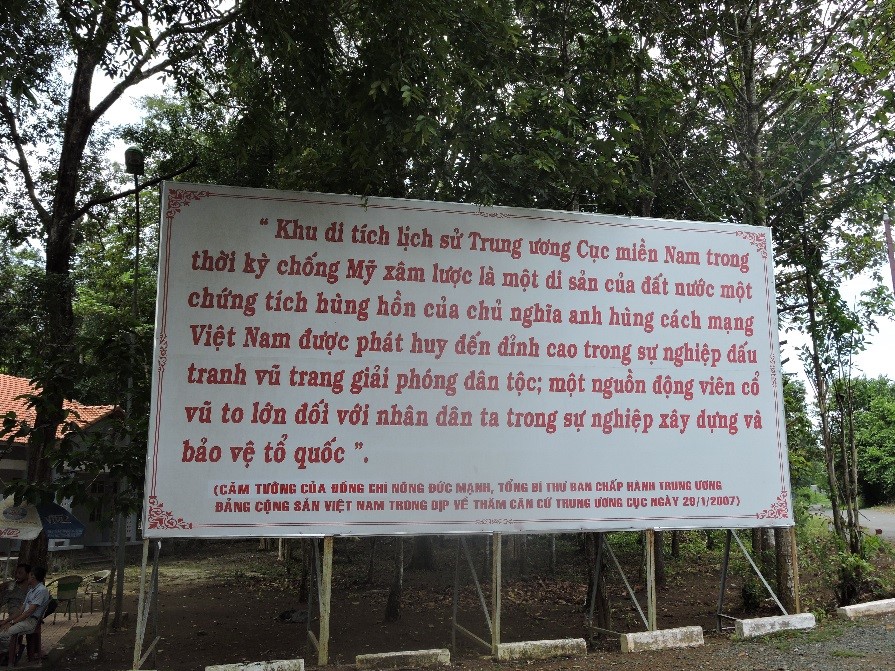 “ Khu di tích lịch sử Trung ương Cục miền Nam trong
thời kỳ chống Mỹ xâm lược là một di sản của đất nước một
chứng tích hùng hồn của chủ nghĩa anh hùng cách mạng
Việt Nam được phát huy đến đỉnh cao trong sự nghiệp đấu
tranh vũ trang giải phóng dân tộc; một nguồn động viên cổ
vũ to lớn đối với nhân dân ta trong sự nghiệp xây dựng và
bảo vệ tổ quốc ”.
(CẢM TƯỞNG CỦA ĐỒNG CHÍ NÔNG ĐỨC MẠNH, TỔNG BÍ THƯ BAN CHẤP HÀNH TRUNG ƯƠNG
ĐẢNG CỘNG SẢN VIỆT NAM TRONG DỊP VỀ THĂM CĂN CỨ TRUNG ƯƠNG CỤC NGÀY 29/1/2007)